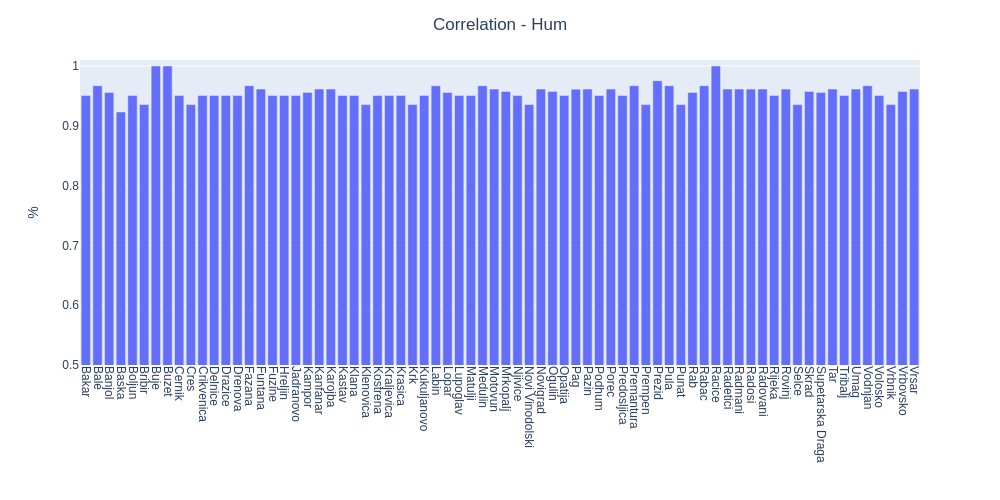 Correlation - Hum
1
0.9
0.8
0.7
0.6
0.5
%
Bakar
Bale
Banjol
Baska
Boljun
Bribir
Buje
Buzet
Cernik
Cres
Crikvenica
Delnice
Drazice
Drenova
Fazana
Funtana
Fuzine
Hreljin
Jadranovo
Kampor
Kanfanar
Karojba
Kastav
Klana
Klenovica
Kostrena
Kraljevica
Krasica
Krk
Kukuljanovo
Labin
Lopar
Lupoglav
Matulji
Medulin
Motovun
Mrkopalj
Njivice
Novi Vinodolski
Novigrad
Ogulin
Opatija
Pag
Pazin
Podhum
Porec
Predosljica
Premantura
Prempen
Prezid
Pula
Punat
Rab
Rabac
Racice
Radetici
Radmani
Radosi
Radovani
Rijeka
Rovinj
Selce
Skrad
Supetarska Draga
Tar
Tribalj
Umag
Vodnjan
Volosko
Vrbnik
Vrbovsko
Vrsar